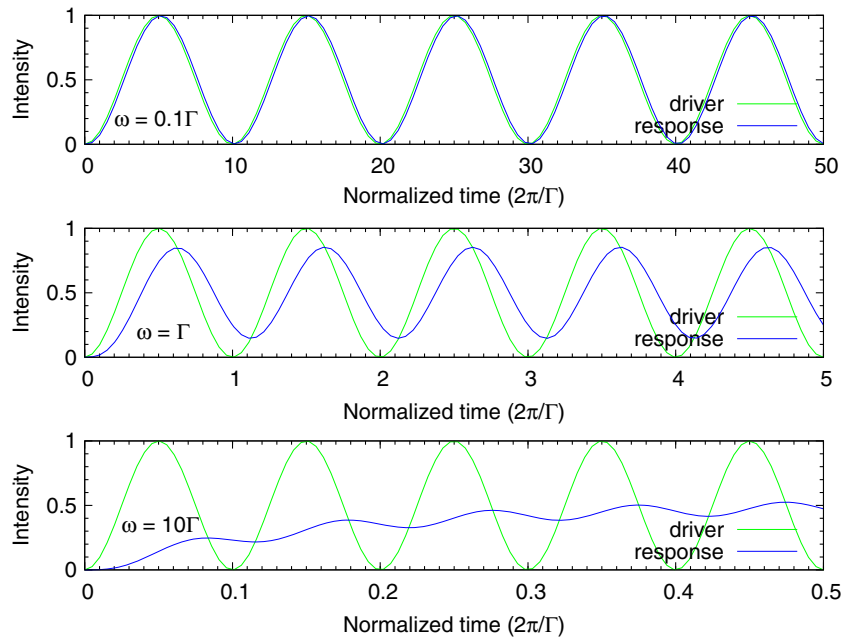 Intensity
1
0.5
0
ω = 0.1Γ
driver
response
0 10 20 30 40 50
Normalized time (2π/Γ)
Intensity
1
0.5
0
ω = Γ
driver
response
0 1 2 3 4 5
Normalized time (2π/Γ)
Intensity
1
0.5
0
ω = 10Γ
driver
response
0 0.1 0.2 0.3 0.4 0.5
Normalized time (2π/Γ)